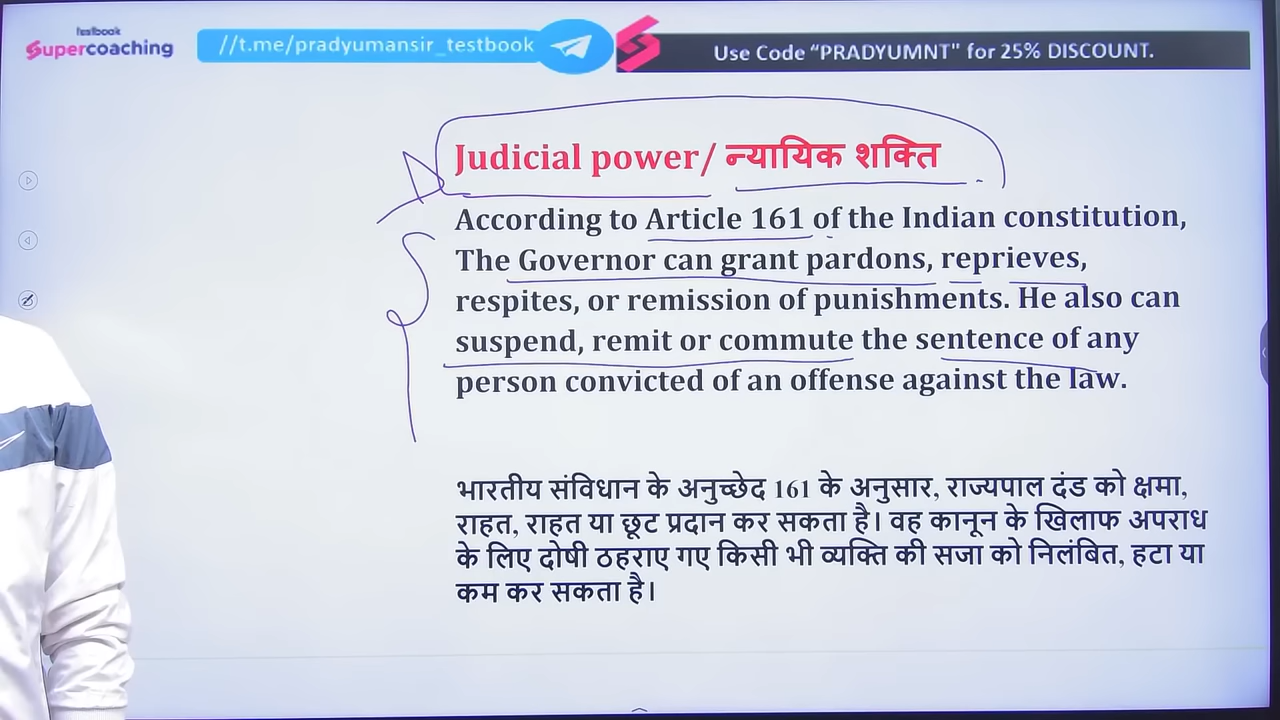 testbook
Supercoaching
//t.me/pradyumansir_testbook
Use Code “PRADYUMNT" for 25% DISCOUNT.
Judicial power/ न्यायिक शक्ति
According to Article 161 of the Indian constitution,
The Governor can grant pardons, reprieves,
respites, or remission of punishments. He also can
suspend, remit or commute the sentence of any
person convicted of an offense against the law.
भारतीय संविधान के अनुच्छेद 161 के अनुसार, राज्यपाल दंड को क्षमा,
राहत, राहत या छूट प्रदान कर सकता है। वह कानून के खिलाफ अपराध
के लिए दोषी ठहराए गए किसी भी व्यक्ति की सजा को निलंबित, हटा या
कम कर सकता है।